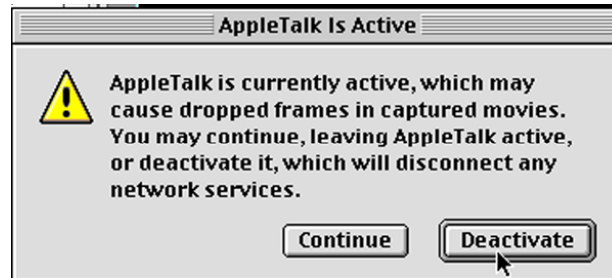 AppleTalk Is Active
AppleTalk is currently active, which may
cause dropped frames in captured movies.
You may continue, leaving AppleTalk active,
or deactivate it, which will disconnect any
network services.
Continue Deactivate